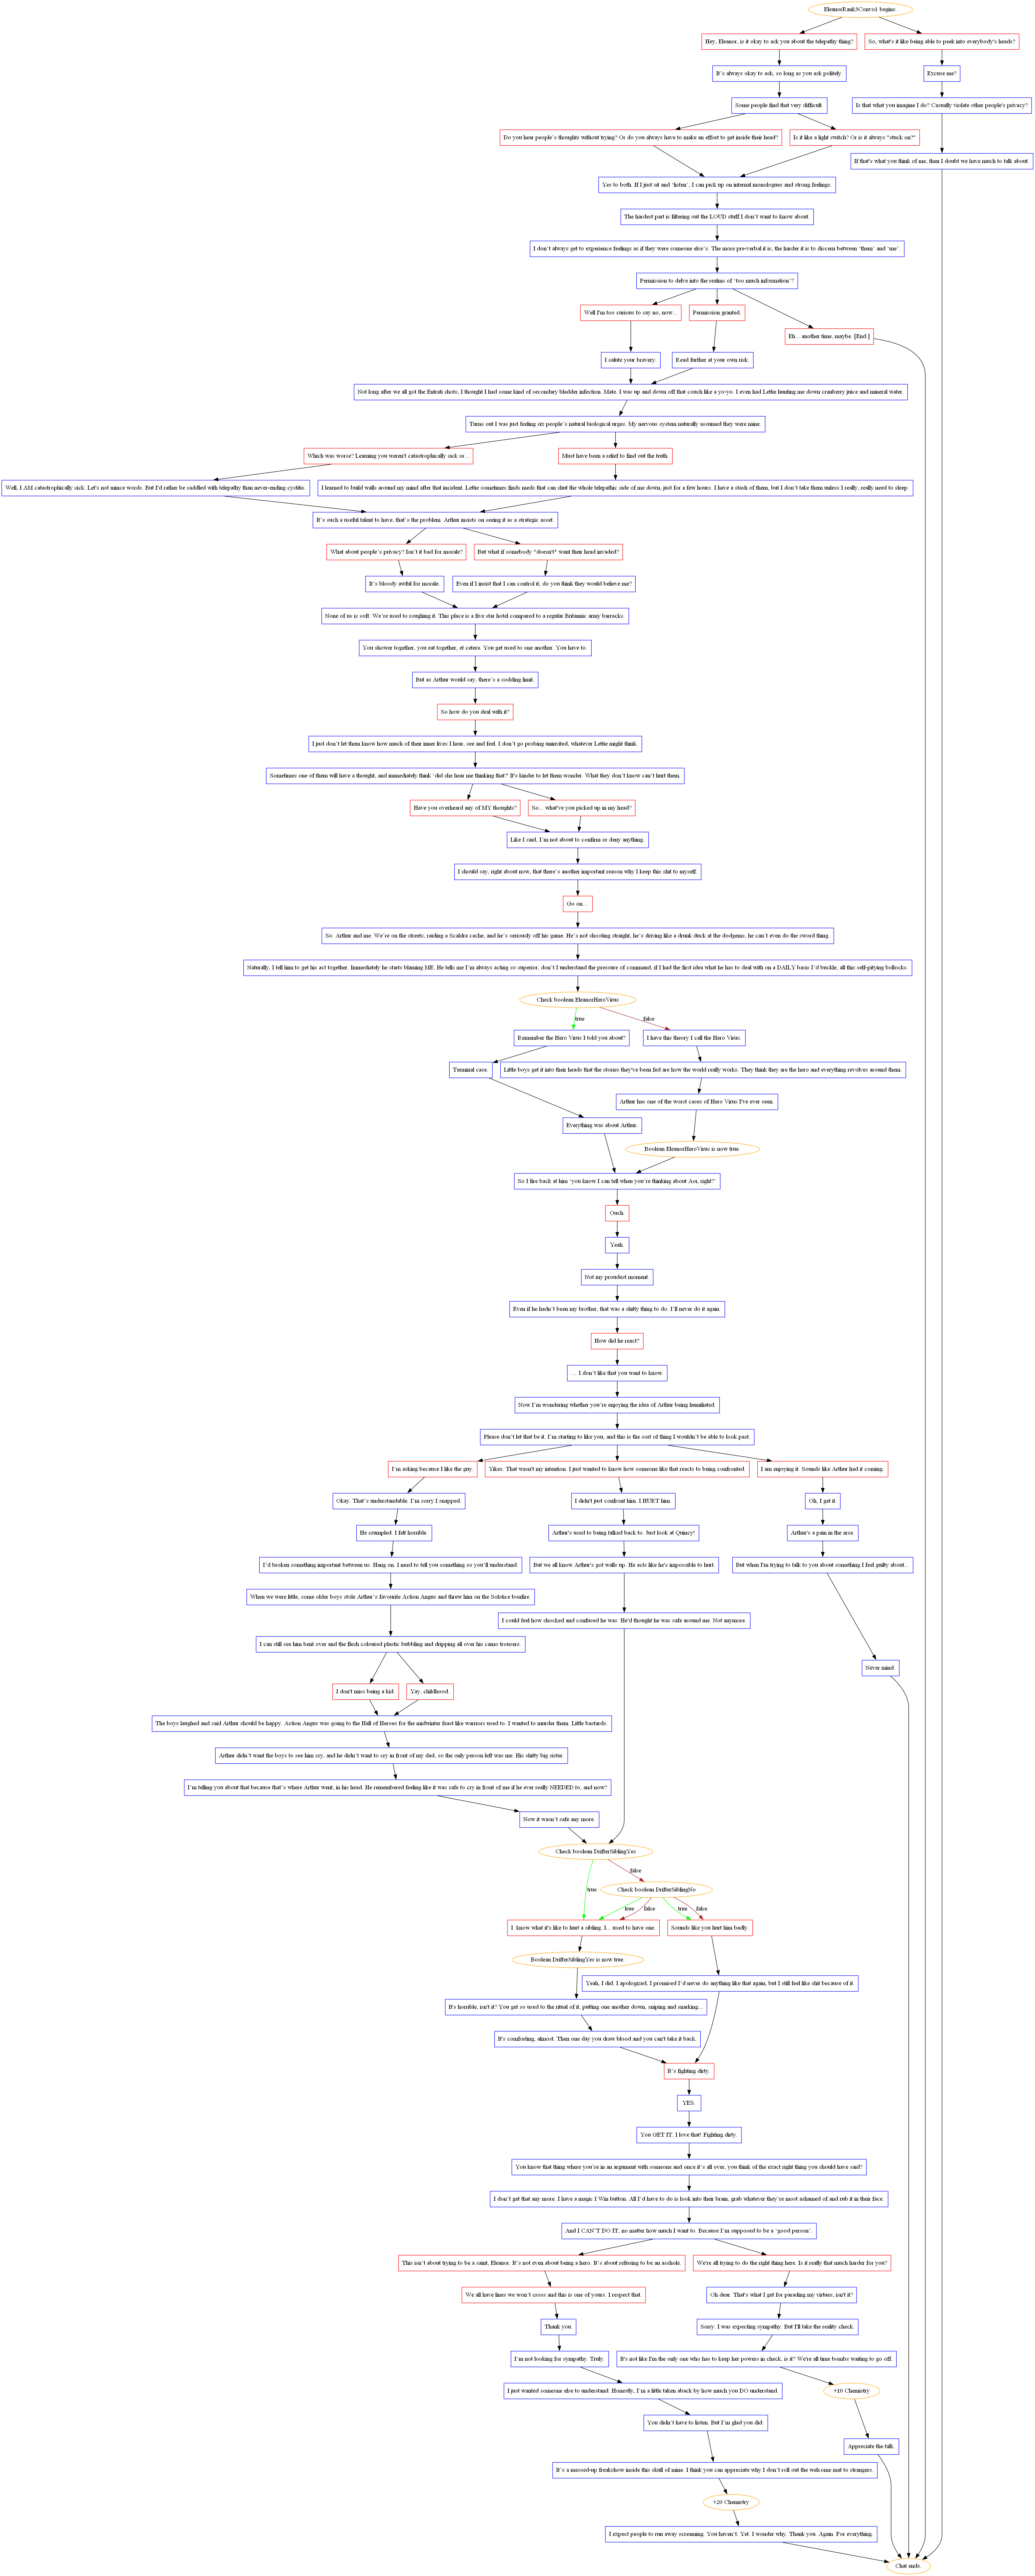 EleanorRank3Convo1 begins.
Hey, Eleanor, is it okay to ask you about the telepathy thing?
So, what's it like being able to peek into everybody's heads?
It's always okay to ask, so long as you ask politely.
Excuse me?
Some people find that very difficult.
Is that what you imagine I do? Casually violate other people's privacy?
Do you hear people's thoughts without trying? Or do you always have to make an effort to get inside their head?
Is it like a light switch? Or is it always "stuck on?"
If that's what you think of me, then I doubt we have much to talk about.
Yes to both. If I just sit and 'listen', I can pick up on internal monologues and strong feelings.
The hardest part is filtering out the LOUD stuff I don't want to know about.
I don't always get to experience feelings as if they were someone else's. The more pre-verbal it is, the harder it is to discern between 'them' and 'me'.
Permission to delve into the realms of 'too much information'?
Well I'm too curious to say no, now...
Permission granted.
Eh... another time, maybe. [End.]
I salute your bravery.
Read further at your own risk.
Not long after we all got the Entrati shots, I thought I had some kind of secondary bladder infection. Mate. I was up and down off that couch like a yo-yo. I even had Lettie hunting me down cranberry juice and mineral water.
Turns out I was just feeling six people's natural biological urges. My nervous system naturally assumed they were mine.
Which was worse? Learning you weren't catastrophically sick or...
Must have been a relief to find out the truth.
Well, I AM catastrophically sick. Let's not mince words. But I'd rather be saddled with telepathy than never-ending cystitis.
I learned to build walls around my mind after that incident. Lettie sometimes finds meds that can shut the whole telepathic side of me down, just for a few hours. I have a stash of them, but I don't take them unless I really, really need to sleep.
It's such a useful talent to have, that's the problem. Arthur insists on seeing it as a strategic asset.
What about people's privacy? Isn't it bad for morale?
But what if somebody *doesn't* want their head invaded?
It's bloody awful for morale.
Even if I insist that I can control it, do you think they would believe me?
None of us is soft. We're used to roughing it. This place is a five star hotel compared to a regular Britannic army barracks.
You shower together, you eat together, et cetera. You get used to one another. You have to.
But as Arthur would say, there's a sodding limit.
So how do you deal with it?
I just don't let them know how much of their inner lives I hear, see and feel. I don't go probing uninvited, whatever Lettie might think.
Sometimes one of them will have a thought, and immediately think 'did she hear me thinking that?' It's kinder to let them wonder. What they don't know can't hurt them.
Have you overheard any of MY thoughts?
So... what've you picked up in my head?
Like I said, I'm not about to confirm or deny anything.
I should say, right about now, that there's another important reason why I keep this shit to myself.
Go on...
So. Arthur and me. We're on the streets, raiding a Scaldra cache, and he's seriously off his game. He's not shooting straight, he's driving like a drunk duck at the dodgems, he can't even do the sword thing.
Naturally, I tell him to get his act together. Immediately he starts blaming ME. He tells me I'm always acting so superior, don't I understand the pressure of command, if I had the first idea what he has to deal with on a DAILY basis I'd buckle, all this self-pitying bollocks.
Check boolean EleanorHeroVirus
true
false
Remember the Hero Virus I told you about?
I have this theory I call the Hero Virus.
Terminal case.
Little boys get it into their heads that the stories they've been fed are how the world really works. They think they are the hero and everything revolves around them.
Arthur has one of the worst cases of Hero Virus I've ever seen.
Everything was about Arthur.
Boolean EleanorHeroVirus is now true.
So I fire back at him 'you know I can tell when you're thinking about Aoi, right?'
Ouch.
Yeah.
Not my proudest moment.
Even if he hadn't been my brother, that was a shitty thing to do. I'll never do it again.
How did he react?
.... I don't like that you want to know.
Now I'm wondering whether you're enjoying the idea of Arthur being humiliated.
Please don't let that be it. I'm starting to like you, and this is the sort of thing I wouldn't be able to look past.
I'm asking because I like the guy.
Yikes. That wasn't my intention. I just wanted to know how someone like that reacts to being confronted.
I am enjoying it. Sounds like Arthur had it coming.
Okay. That's understandable. I'm sorry I snapped.
I didn't just confront him. I HURT him.
Oh, I get it.
He crumpled. I felt horrible.
Arthur's used to being talked back to. Just look at Quincy!
Arthur's a pain in the arse.
I'd broken something important between us. Hang on. I need to tell you something so you'll understand.
But we all know Arthur's got walls up. He acts like he's impossible to hurt.
But when I'm trying to talk to you about something I feel guilty about...
When we were little, some older boys stole Arthur's favourite Action Angus and threw him on the Solstice bonfire.
I could feel how shocked and confused he was. He'd thought he was safe around me. Not anymore.
I can still see him bent over and the flesh coloured plastic bubbling and dripping all over his camo trousers.
Never mind.
I don't miss being a kid.
Yay, childhood.
The boys laughed and said Arthur should be happy. Action Angus was going to the Hall of Heroes for the midwinter feast like warriors used to. I wanted to murder them. Little bastards.
Arthur didn't want the boys to see him cry, and he didn't want to cry in front of my dad, so the only person left was me. His shitty big sister.
I'm telling you about that because that's where Arthur went, in his head. He remembered feeling like it was safe to cry in front of me if he ever really NEEDED to, and now?
Now it wasn't safe any more.
Check boolean DrifterSiblingYes
true
false
Check boolean DrifterSiblingNo
true
false
true
false
I know what it's like to hurt a sibling. I... used to have one.
Sounds like you hurt him badly.
Boolean DrifterSiblingYes is now true.
Yeah, I did. I apologized, I promised I'd never do anything like that again, but I still feel like shit because of it.
It's horrible, isn't it? You get so used to the ritual of it, putting one another down, sniping and snarking...
It's comforting, almost. Then one day you draw blood and you can't take it back.
It's fighting dirty.
YES.
You GET IT. I love that! Fighting dirty.
You know that thing where you're in an argument with someone and once it's all over, you think of the exact right thing you should have said?
I don't get that any more. I have a magic I Win button. All I'd have to do is look into their brain, grab whatever they're most ashamed of and rub it in their face.
And I CAN'T DO IT, no matter how much I want to. Because I'm supposed to be a 'good person'.
This isn't about trying to be a saint, Eleanor. It's not even about being a hero. It's about refusing to be an asshole.
We're all trying to do the right thing here. Is it really that much harder for you?
We all have lines we won't cross and this is one of yours. I respect that.
Oh dear. That's what I get for parading my virtues, isn't it?
Thank you.
Sorry. I was expecting sympathy. But I'll take the reality check.
I'm not looking for sympathy. Truly.
It's not like I'm the only one who has to keep her powers in check, is it? We're all time bombs waiting to go off.
I just wanted someone else to understand. Honestly, I'm a little taken aback by how much you DO understand.
+10 Chemistry
You didn't have to listen. But I'm glad you did.
Appreciate the talk.
It's a messed-up freakshow inside this skull of mine. I think you can appreciate why I don't roll out the welcome mat to strangers.
+20 Chemistry
I expect people to run away screaming. You haven't. Yet. I wonder why. Thank you. Again. For everything.
Chat ends.